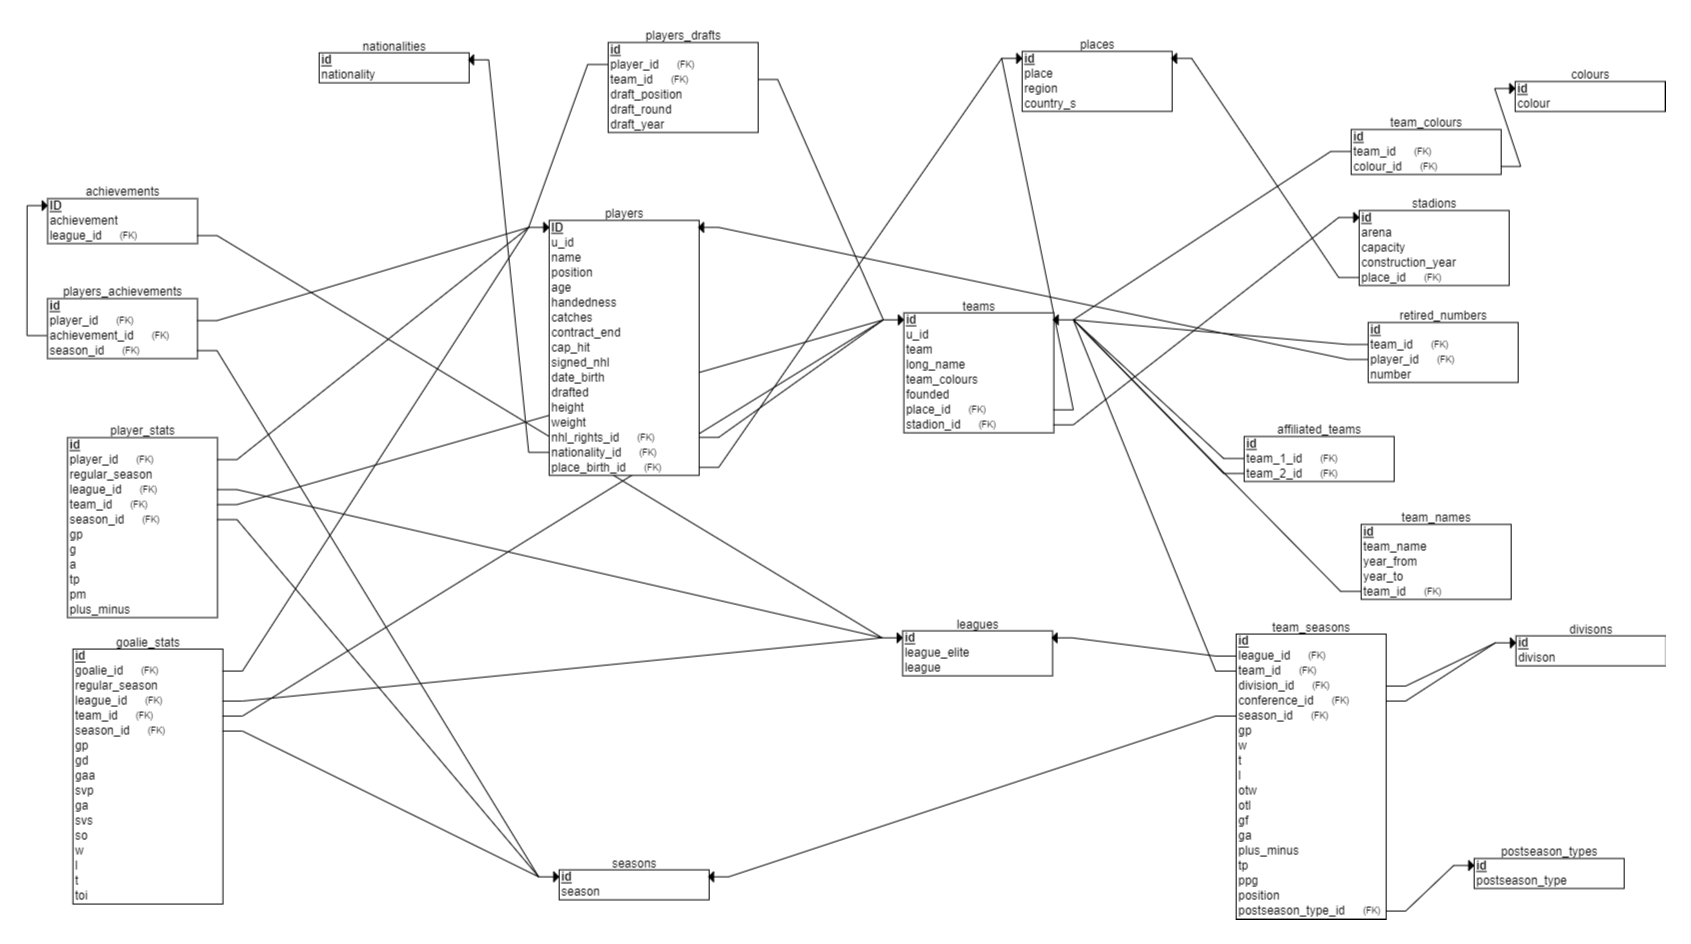 nationalities
id
nationality
players_drafts
id
player_id (FK)
team_id (FK)
draft_position
draft_round
draft_year
places
id
place
region
country_s
colours
id
colour
team_colours
id
team_id (FK)
colour_id (FK)
achievements
ID
achievement
league_id (FK)
players
ID
u_id
name
position
age
handedness
catches
contract_end
cap_hit
signed_nhl
date_birth
drafted
height
weight
nhl_rights_id (FK)
nationality_id (FK)
place_birth_id (FK)
stadions
id
arena
capacity
construction_year
place_id (FK)
players_achievements
id
player_id (FK)
achievement_id (FK)
season_id (FK)
teams
id
u_id
team
long_name
team_colours
founded
place_id (FK)
stadion_id (FK)
retired_numbers
id
team_id (FK)
player_id (FK)
number
player_stats
id
player_id (FK)
regular_season
league_id (FK)
team_id (FK)
season_id (FK)
gp
g
a
tp
pm
plus_minus
affiliated_teams
id
team_1_id (FK)
team_2_id (FK)
team_names
id
team_name
year_from
year_to
team_id (FK)
goalie_stats
id
goalie_id (FK)
regular_season
league_id (FK)
team_id (FK)
season_id (FK)
gp
gd
gaa
svp
ga
svs
so
w
l
t
toi
leagues
id
league_elite
league
team_seasons
id
league_id (FK)
team_id (FK)
division_id (FK)
conference_id (FK)
season_id (FK)
gp
w
t
l
otw
otl
gf
ga
plus_minus
tp
ppg
position
postseason_type_id (FK)
divisons
id
divison
seasons
id
season
postseason_types
id
postseason_type